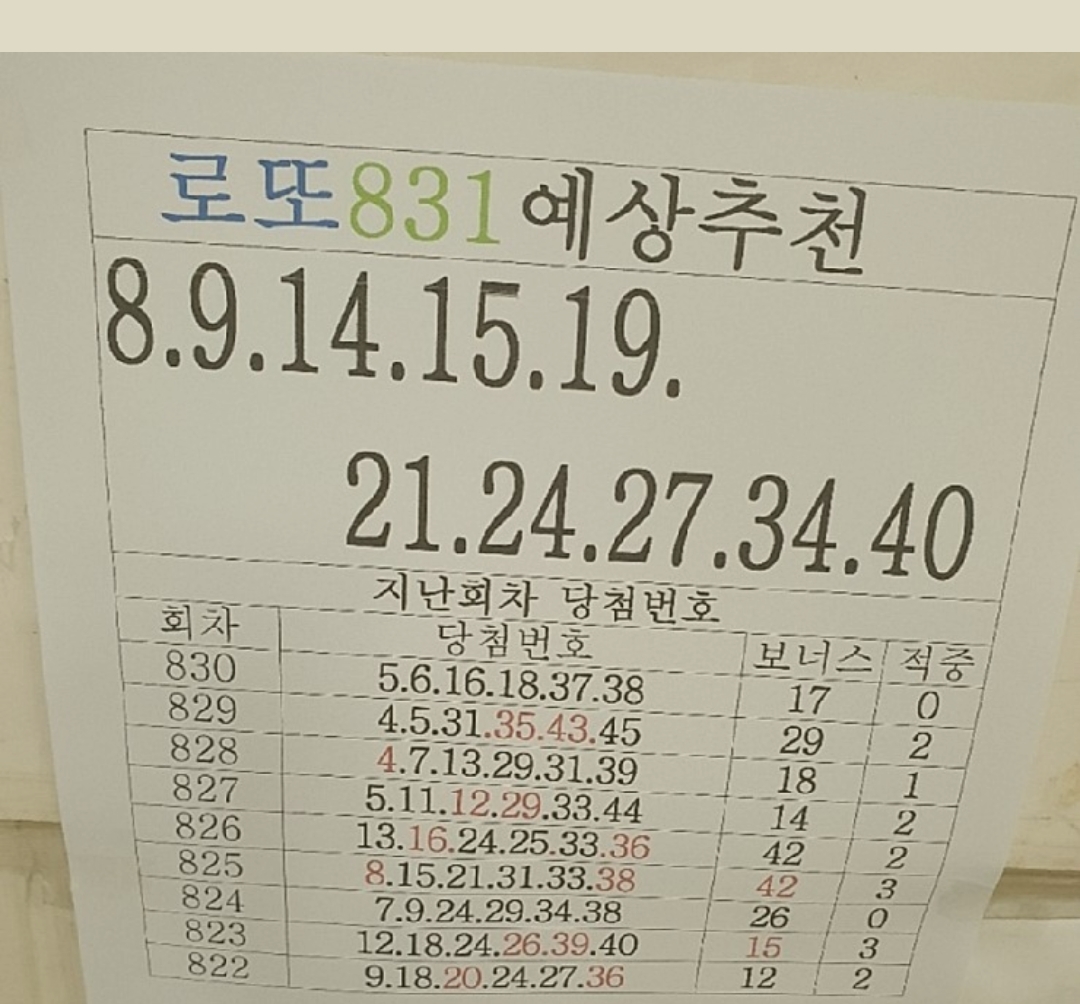 로또831예상추천
8.9.14.15.19.
21.24.27.34.40
지난회차 당첨번호
회차 당첨번호 보너스 적중
830 5.6.16.18.37.38 17 0
829 4.5.31.35.43.45 29 2
828 4.7.13.29.31.39 18 1
827 5.11.12.29.33.44 14 2
826 13.16.24.25.33.36 42 2
825 8.15.21.31.33.38 42 3
824 7.9.24.29.34.38 26 0
823 12.18.24.26.39.40 15 3
822 9.18.20.24.27.36 12 2